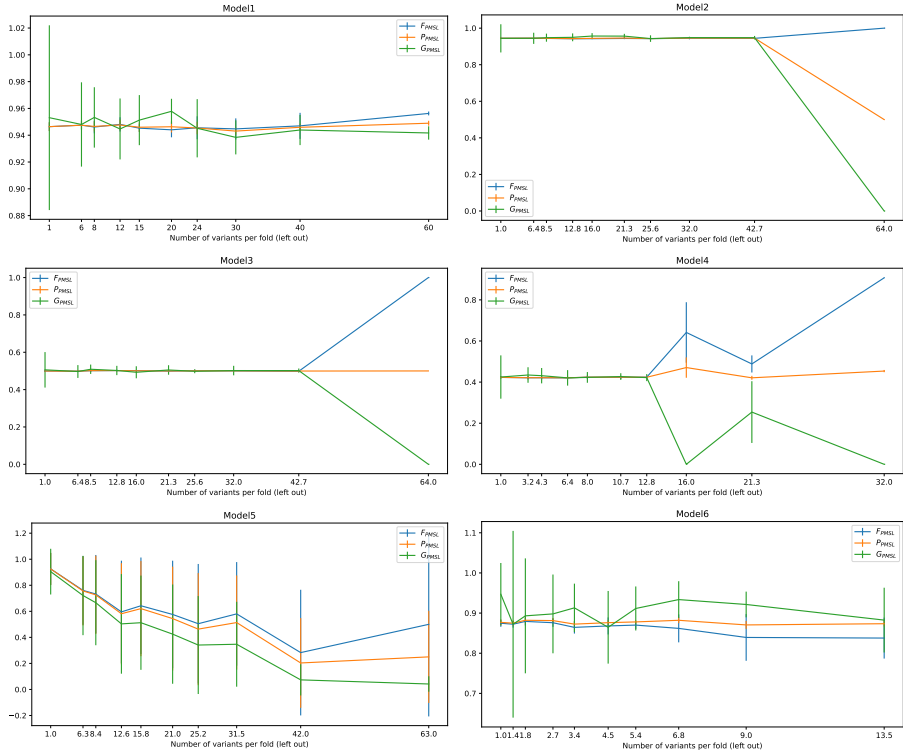 Model1
1.02
1.00
0.98
0.96
0.94
0.92
0.90
0.88
F_PMSL
P_PMSL
G_PMSL
1 6 8 12 15 20 24 30 40 60
Number of variants per fold (left out)
Model2
1.0
0.8
0.6
0.4
0.2
0.0
F_PMSL
P_PMSL
G_PMSL
1.0 6.4 8.5 12.8 16.0 21.3 25.6 32.0 42.7 64.0
Number of variants per fold (left out)
Model3
1.0
0.8
0.6
0.4
0.2
0.0
F_PMSL
P_PMSL
G_PMSL
1.0 6.4 8.5 12.8 16.0 21.3 25.6 32.0 42.7 64.0
Number of variants per fold (left out)
Model4
0.8
0.6
0.4
0.2
0.0
F_PMSL
P_PMSL
G_PMSL
1.0 3.2 4.3 6.4 8.0 10.7 12.8 16.0 21.3 32.0
Number of variants per fold (left out)
Model5
1.2
1.0
0.8
0.6
0.4
0.2
0.0
−0.2
F_PMSL
P_PMSL
G_PMSL
1.0 6.3 8.4 12.6 15.8 21.0 25.2 31.5 42.0 63.0
Number of variants per fold (left out)
Model6
1.1
1.0
0.9
0.8
0.7
F_PMSL
P_PMSL
G_PMSL
1.0 1.4 1.8 2.7 3.4 4.5 5.4 6.8 9.0 13.5
Number of variants per fold (left out)